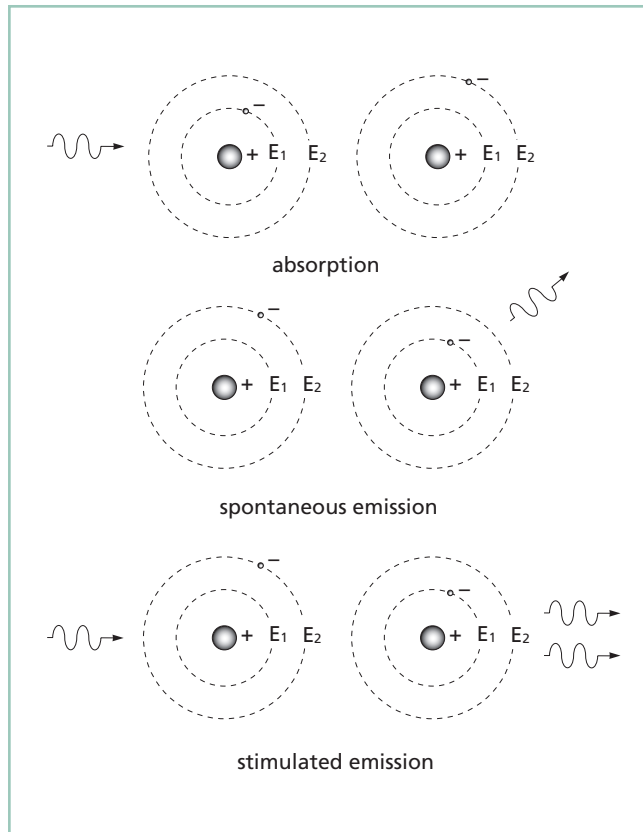 − −
+ E1 E2 + E1 E2
absorption
− −
+ E1 E2 + E1 E2
spontaneous emission
− −
+ E1 E2 + E1 E2
stimulated emission